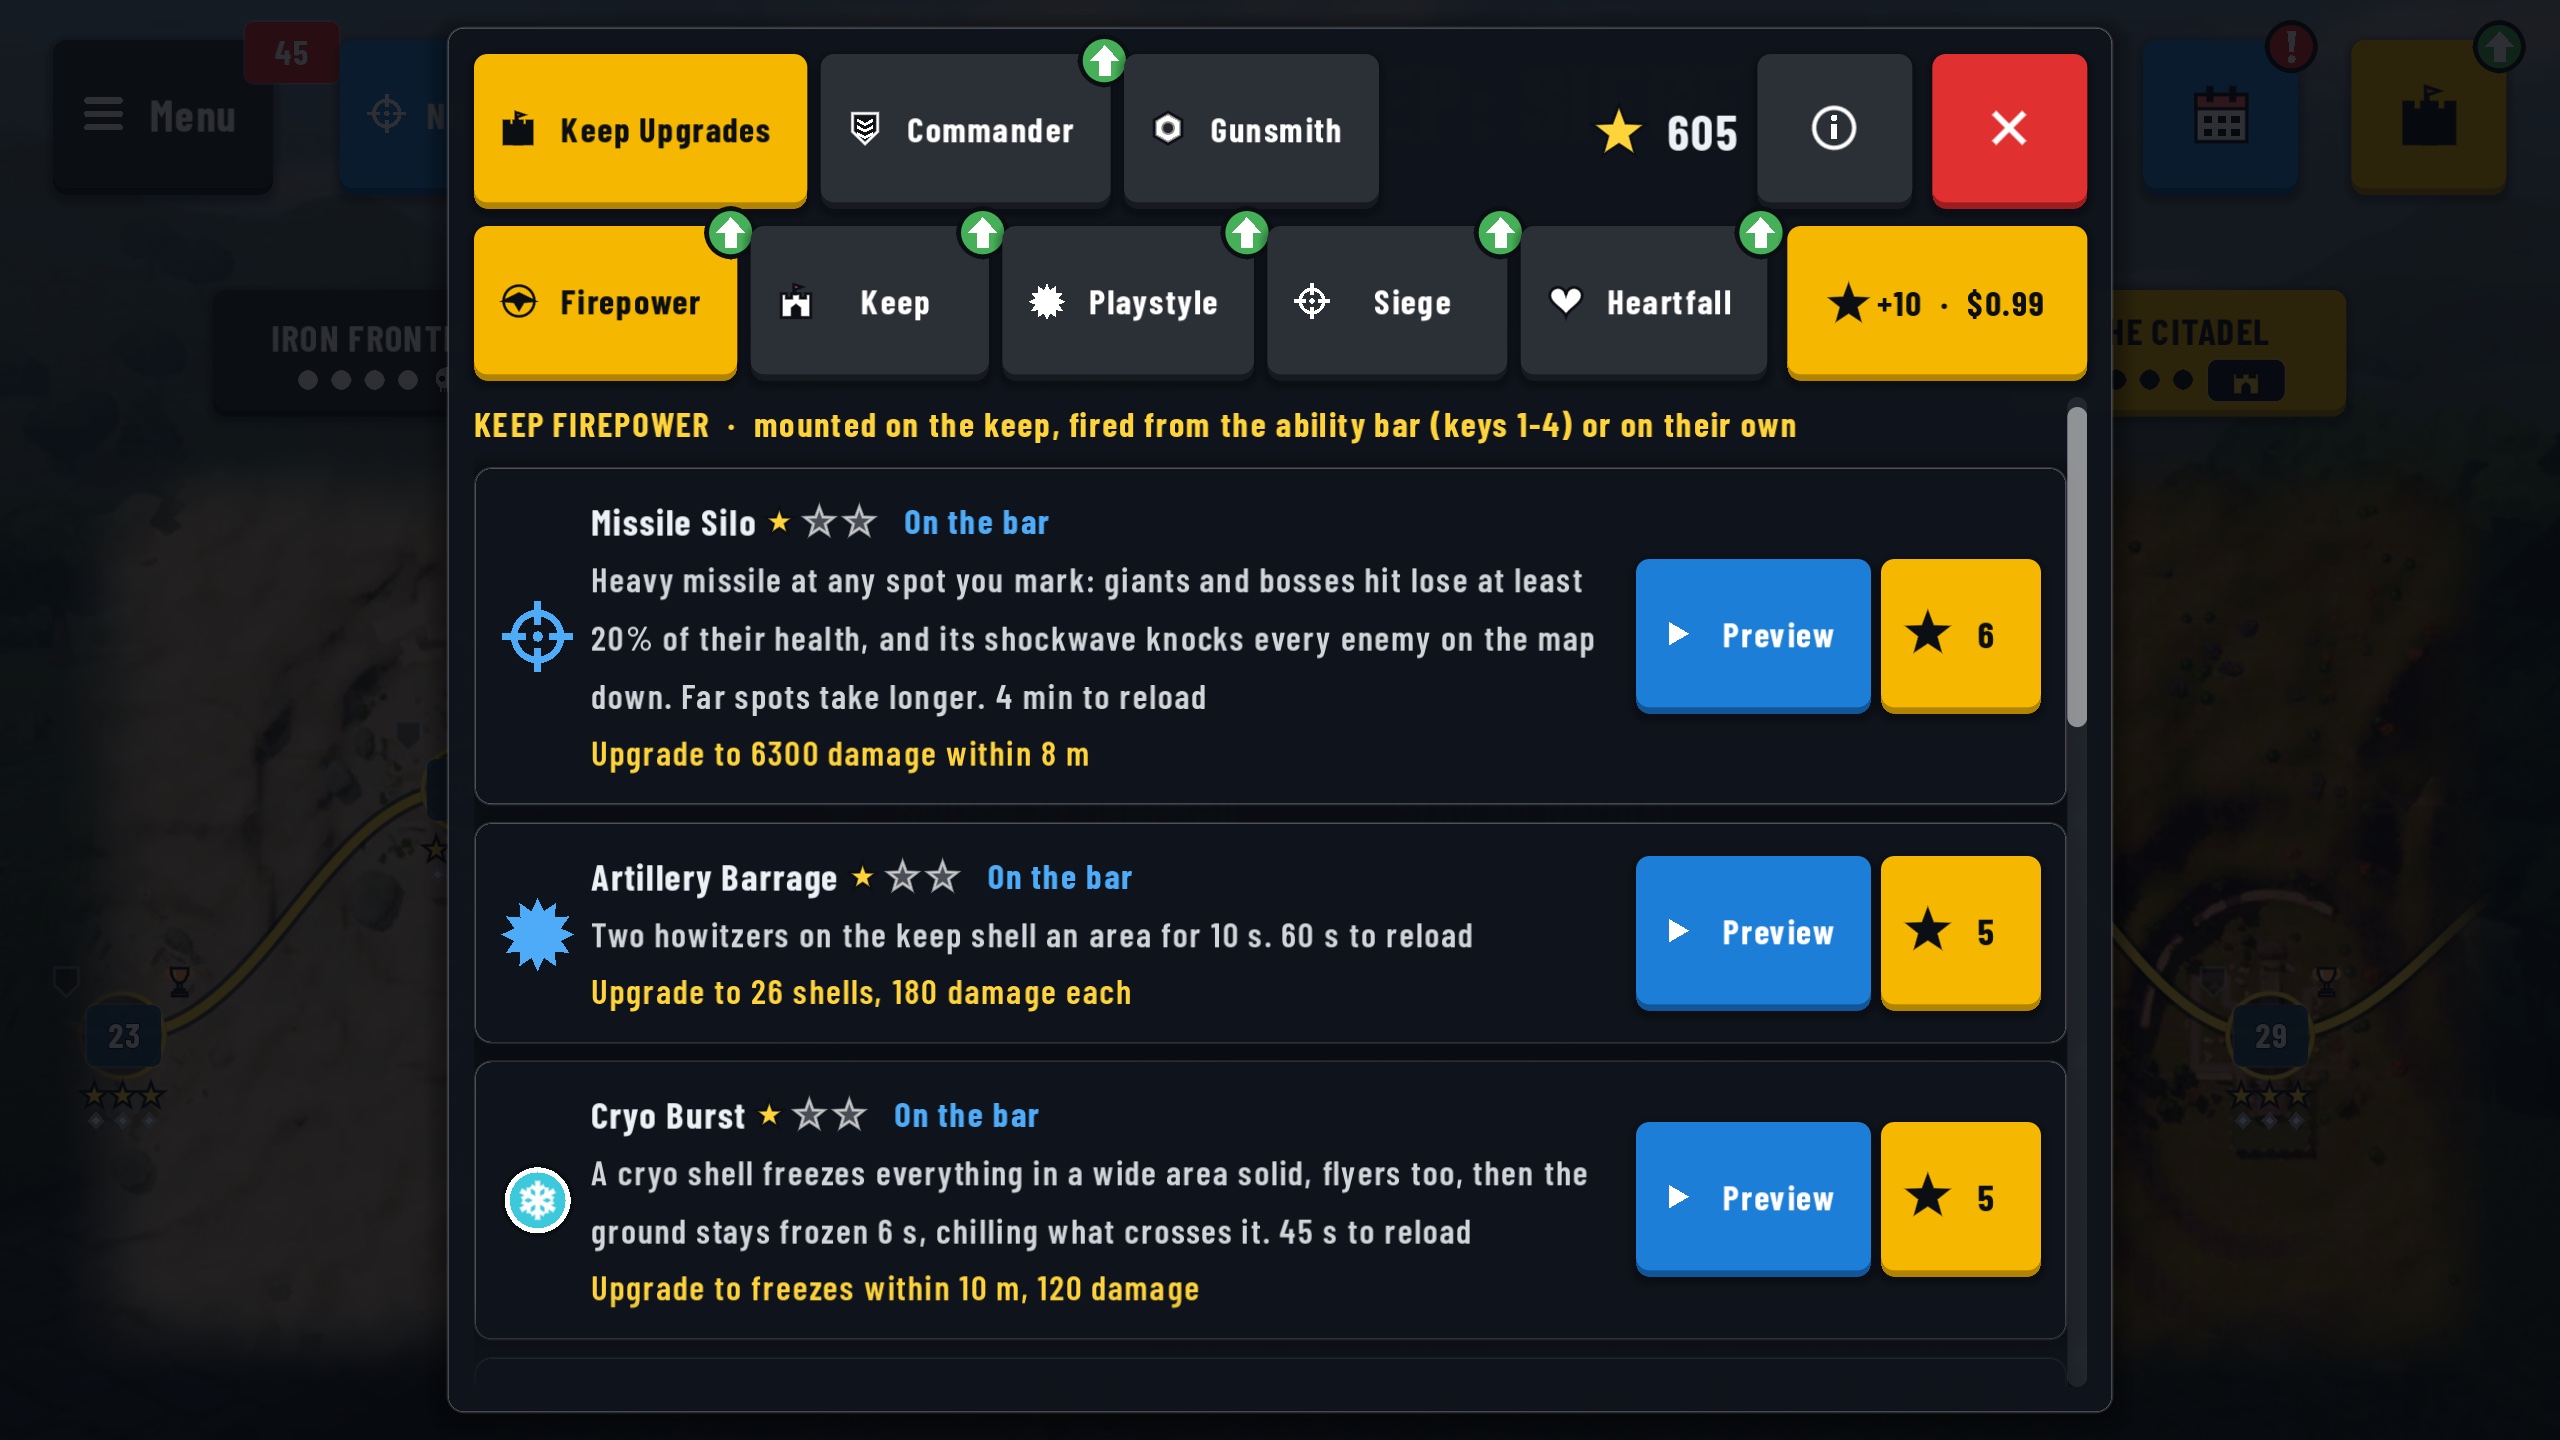 45
Menu
N
Keep Upgrades
Commander
Gunsmith
605
Firepower
Keep
Playstyle
Siege
Heartfall
+10 · $0.99
IRON FRONT
HE CITADEL
KEEP FIREPOWER · mounted on the keep, fired from the ability bar (keys 1-4) or on their own
Missile Silo On the bar
Heavy missile at any spot you mark: giants and bosses hit lose at least
20% of their health, and its shockwave knocks every enemy on the map
down. Far spots take longer. 4 min to reload
Upgrade to 6300 damage within 8 m
Preview
6
Artillery Barrage On the bar
Two howitzers on the keep shell an area for 10 s. 60 s to reload
Upgrade to 26 shells, 180 damage each
Preview
5
Cryo Burst On the bar
A cryo shell freezes everything in a wide area solid, flyers too, then the
ground stays frozen 6 s, chilling what crosses it. 45 s to reload
Upgrade to freezes within 10 m, 120 damage
Preview
5
23
29